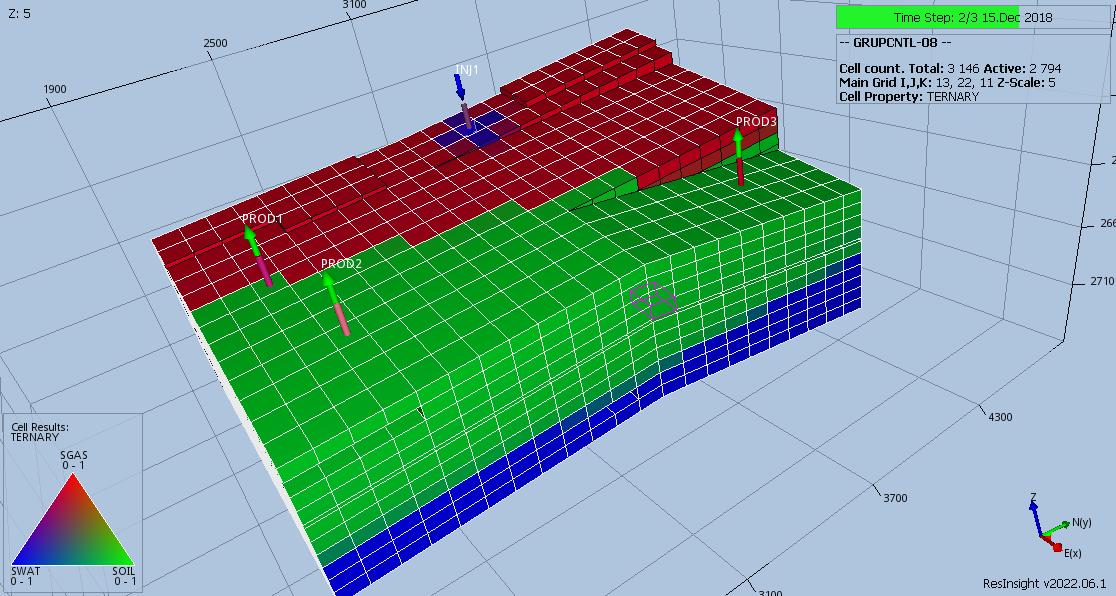 Z: 5
3100
2500
1900
Time Step: 2/3 15.Dec 2018
-- GRUPCNTL-08 --
Cell count. Total: 3 146 Active: 2 794
Main Grid I,J,K: 13, 22, 11 Z-Scale: 5
Cell Property: TERNARY
INJ1
PROD3
PROD1
PROD2
2710
4300
3700
3100
Cell Results:
TERNARY
SGAS
0 - 1
SWAT
0 - 1
SOIL
0 - 1
Z
N(y)
E(x)
ResInsight v2022.06.1